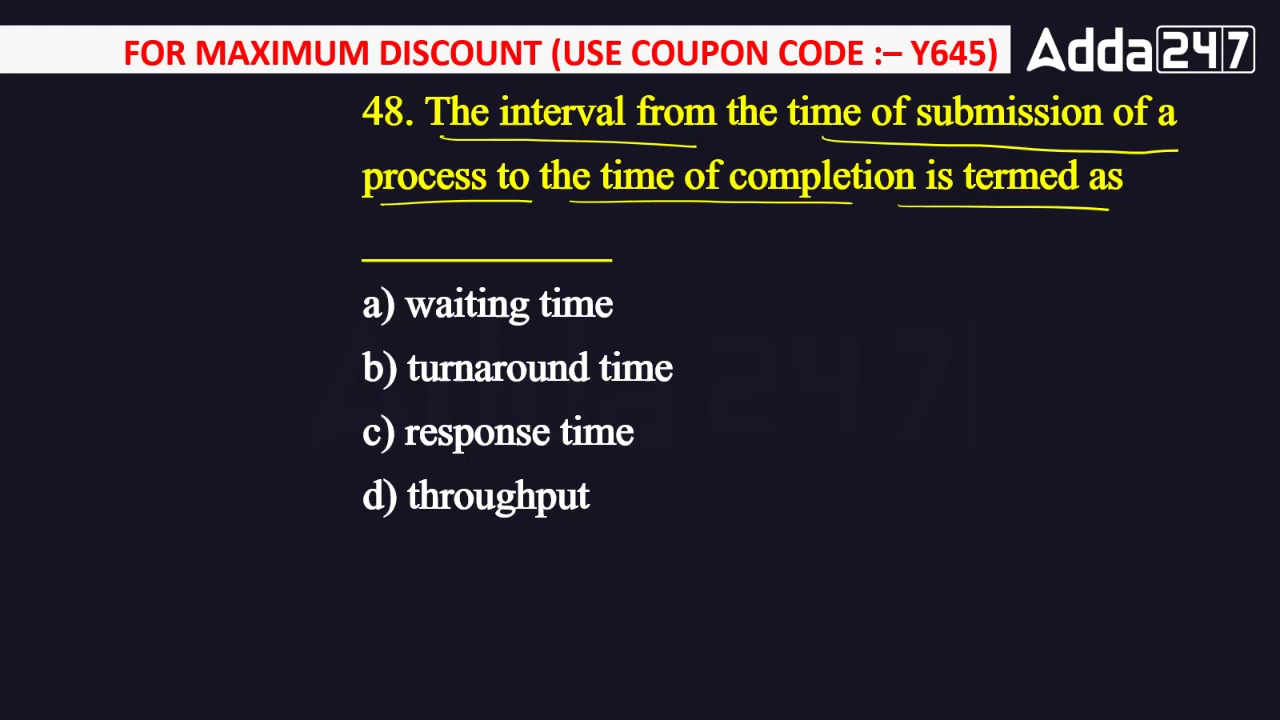 FOR MAXIMUM DISCOUNT (USE COUPON CODE :– Y645)
Adda247
48. The interval from the time of submission of a
process to the time of completion is termed as
_____________
a) waiting time
b) turnaround time
c) response time
d) throughput